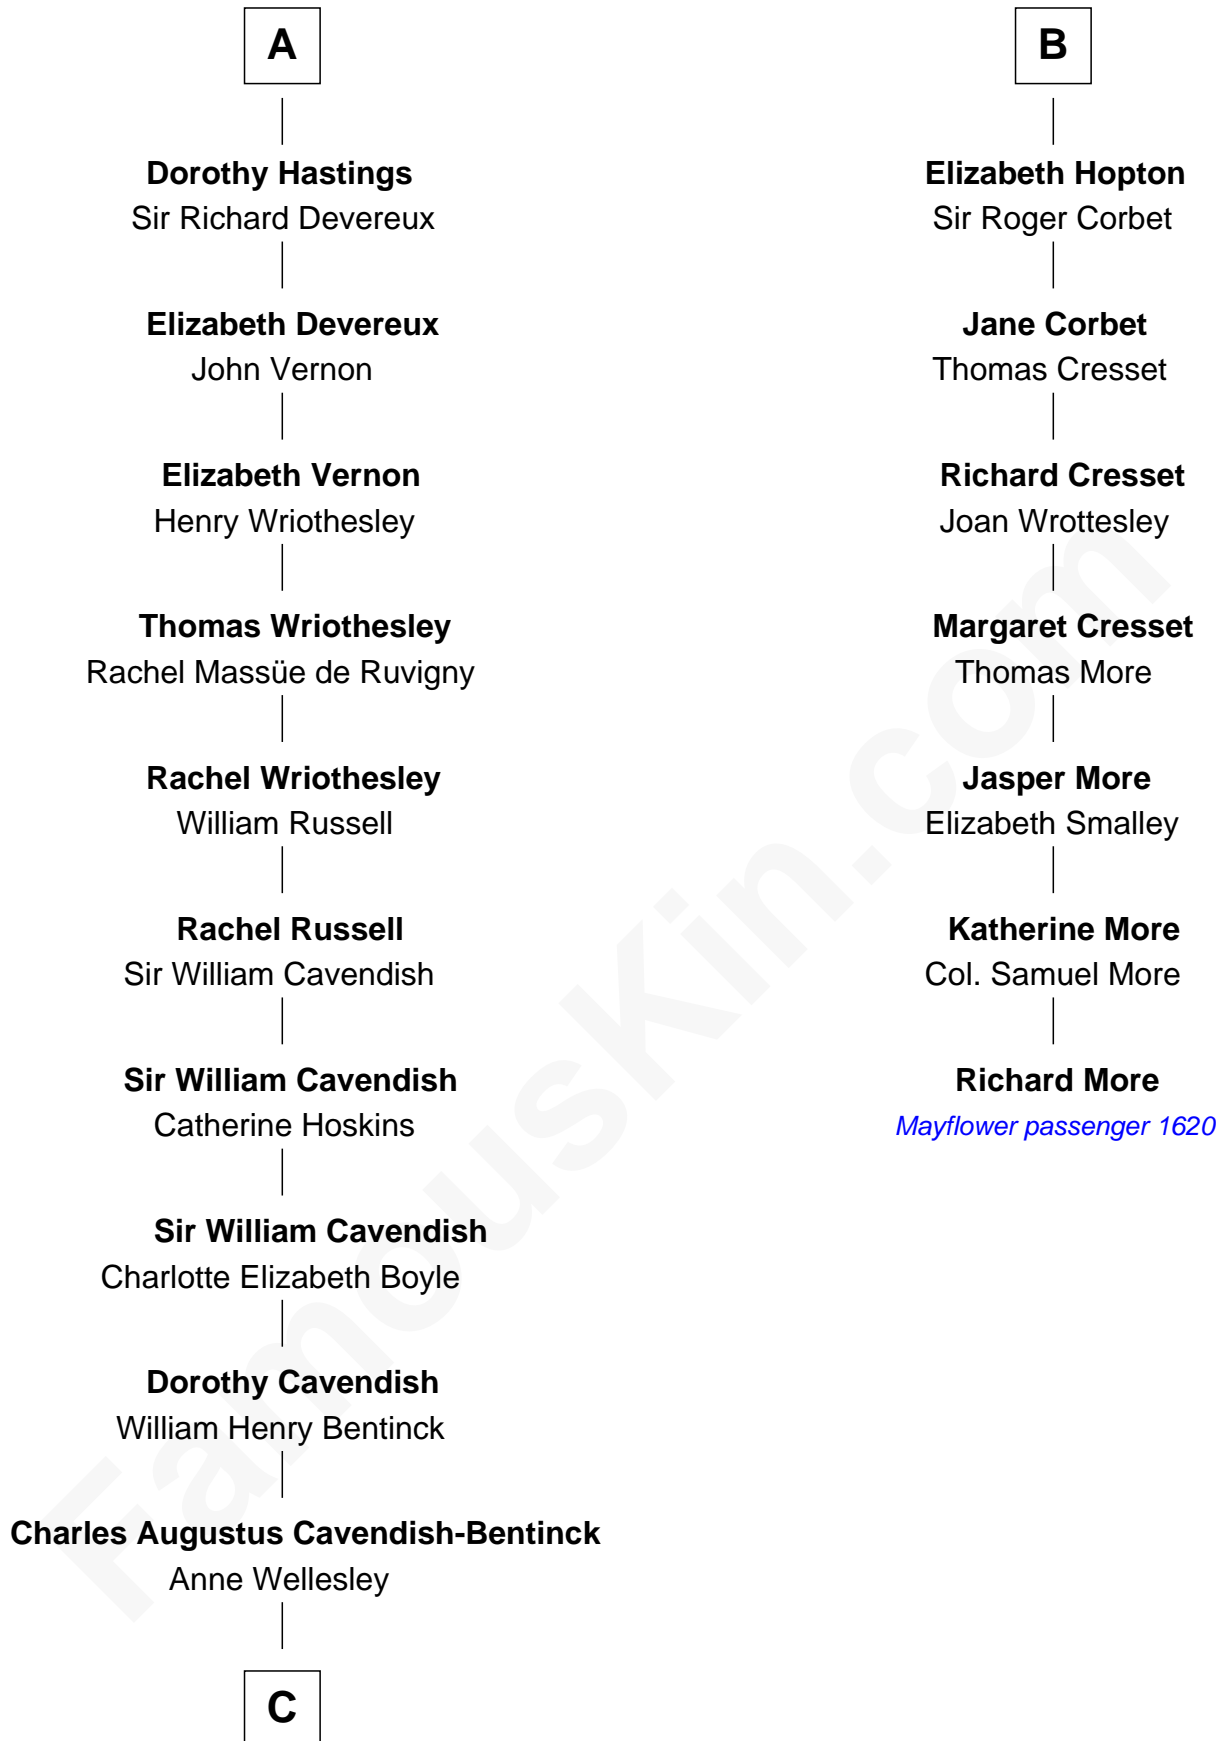 A
Dorothy Hastings
Sir Richard Devereux
Elizabeth Devereux
John Vernon
Elizabeth Vernon
Henry Wriothesley
Thomas Wriothesley
Rachel Massüe de Ruvigny
Rachel Wriothesley
William Russell
Rachel Russell
Sir William Cavendish
Sir William Cavendish
Catherine Hoskins
Sir William Cavendish
Charlotte Elizabeth Boyle
Dorothy Cavendish
William Henry Bentinck
Charles Augustus Cavendish-Bentinck
Anne Wellesley
C
B
Elizabeth Hopton
Sir Roger Corbet
Jane Corbet
Thomas Cresset
Richard Cresset
Joan Wrottesley
Margaret Cresset
Thomas More
Jasper More
Elizabeth Smalley
Katherine More
Col. Samuel More
Richard More
Mayflower passenger 1620
FamousKin.com